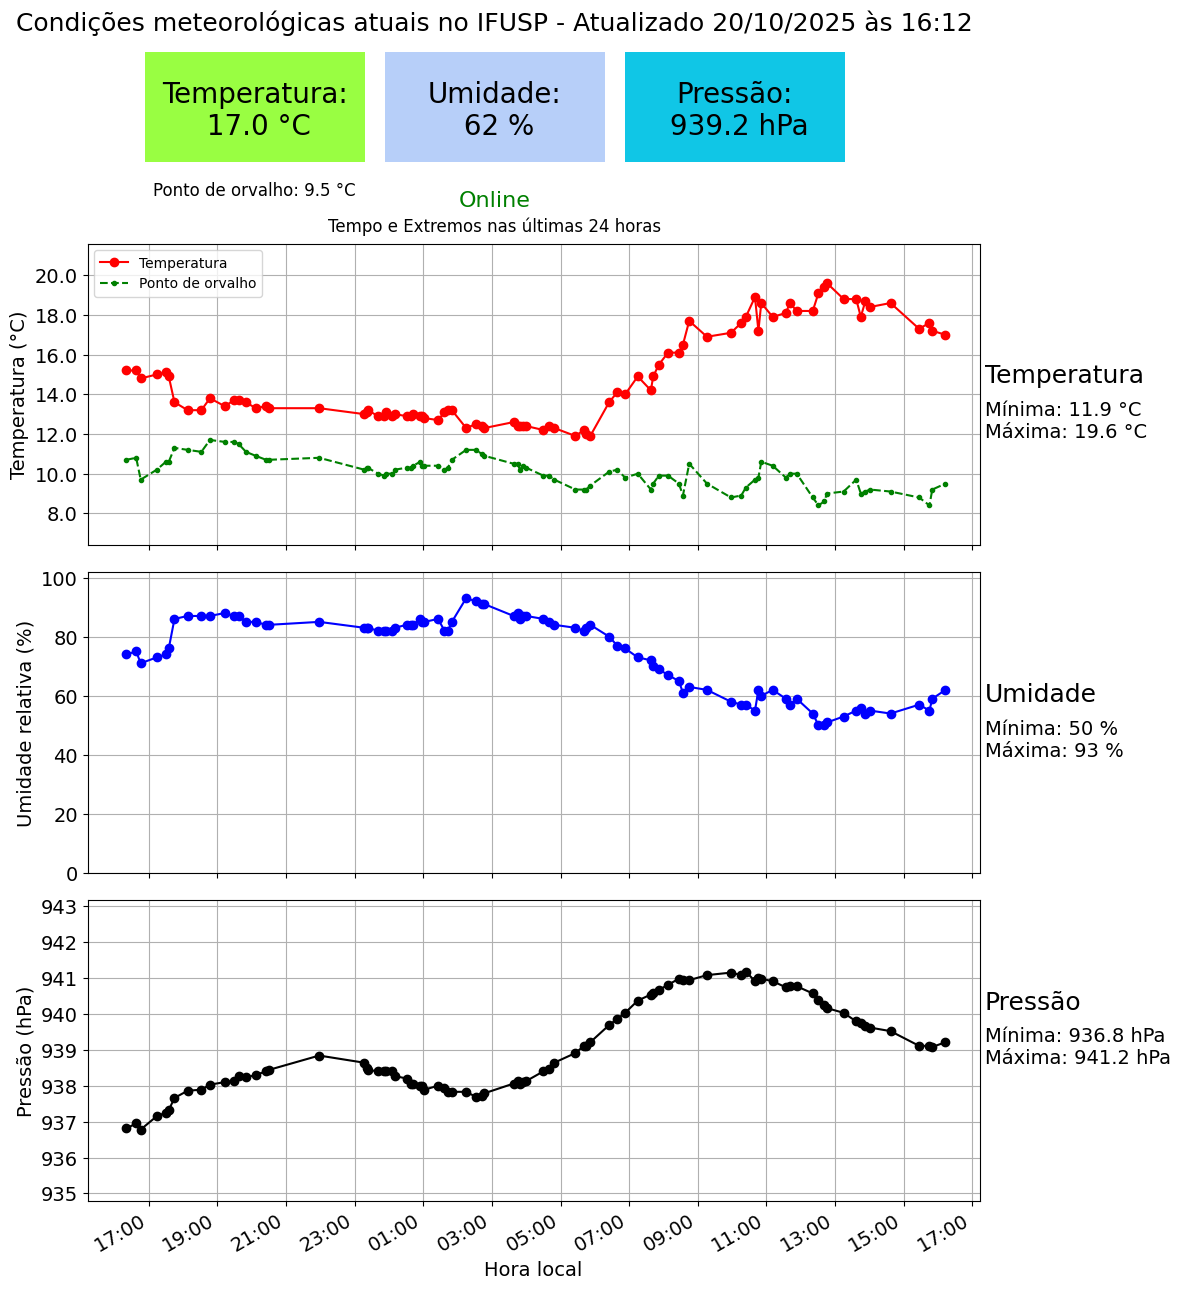 Condições meteorológicas atuais no IFUSP - Atualizado 20/10/2025 às 16:12
Temperatura:
17.0 °C
Umidade:
62 %
Pressão:
939.2 hPa
Ponto de orvalho: 9.5 °C
Online
Tempo e Extremos nas últimas 24 horas
Temperatura
Ponto de orvalho
Temperatura (°C)
20.0
18.0
16.0
14.0
12.0
10.0
8.0
Temperatura
Mínima: 11.9 °C
Máxima: 19.6 °C
Umidade relativa (%)
100
80
60
40
20
0
Umidade
Mínima: 50 %
Máxima: 93 %
Pressão (hPa)
943
942
941
940
939
938
937
936
935
Pressão
Mínima: 936.8 hPa
Máxima: 941.2 hPa
17:00 19:00 21:00 23:00 01:00 03:00 05:00 07:00 09:00 11:00 13:00 15:00 17:00
Hora local